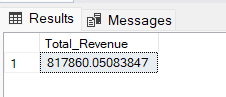 Results Messages
Total_Revenue
1 817860.05083847